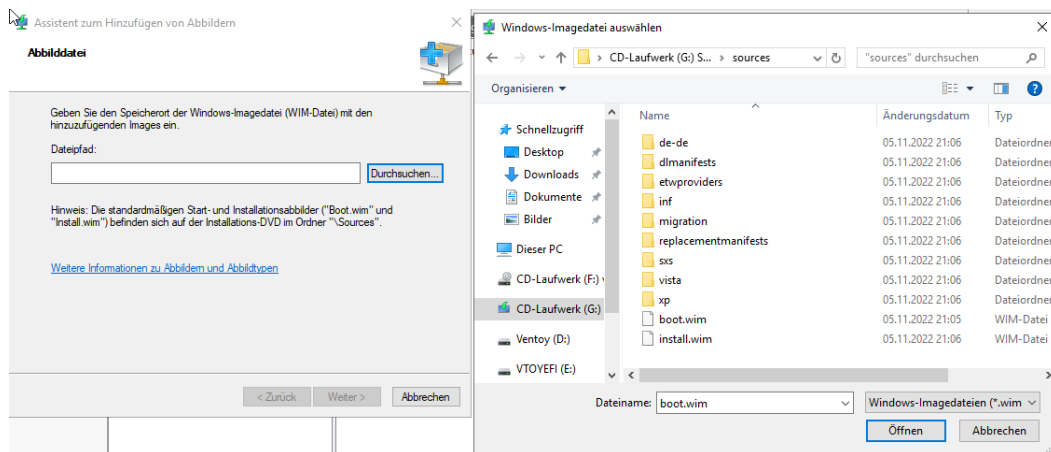 Assistent zum Hinzufügen von Abbildern
Abbilddatei
Geben Sie den Speicherort der Windows-Imagedatei (WIM-Datei) mit den
hinzuzufügenden Images ein.
Dateipfad:
Durchsuchen...
Hinweis: Die standardmäßigen Start- und Installationsabbilder ("Boot.wim" und
"Install.wim") befinden sich auf der Installations-DVD im Ordner "\Sources".
Weitere Informationen zu Abbildern und Abbildtypen
< Zurück Weiter > Abbrechen
Windows-Imagedatei auswählen
CD-Laufwerk (G:) S... › sources
"sources" durchsuchen
Organisieren
Schnellzugriff
Desktop
Downloads
Dokumente
Bilder
Dieser PC
CD-Laufwerk (F:)
CD-Laufwerk (G:)
Ventoy (D:)
VTOYEFI (E:)
Name Änderungsdatum Typ
de-de 05.11.2022 21:06 Dateiordner
dlmanifests 05.11.2022 21:06 Dateiordner
etwproviders 05.11.2022 21:06 Dateiordner
inf 05.11.2022 21:06 Dateiordner
migration 05.11.2022 21:06 Dateiordner
replacementmanifests 05.11.2022 21:06 Dateiordner
sxs 05.11.2022 21:06 Dateiordner
vista 05.11.2022 21:06 Dateiordner
xp 05.11.2022 21:06 Dateiordner
boot.wim 05.11.2022 21:05 WIM-Datei
install.wim 05.11.2022 21:06 WIM-Datei
Dateiname: boot.wim
Windows-Imagedateien (*.wim
Öffnen Abbrechen